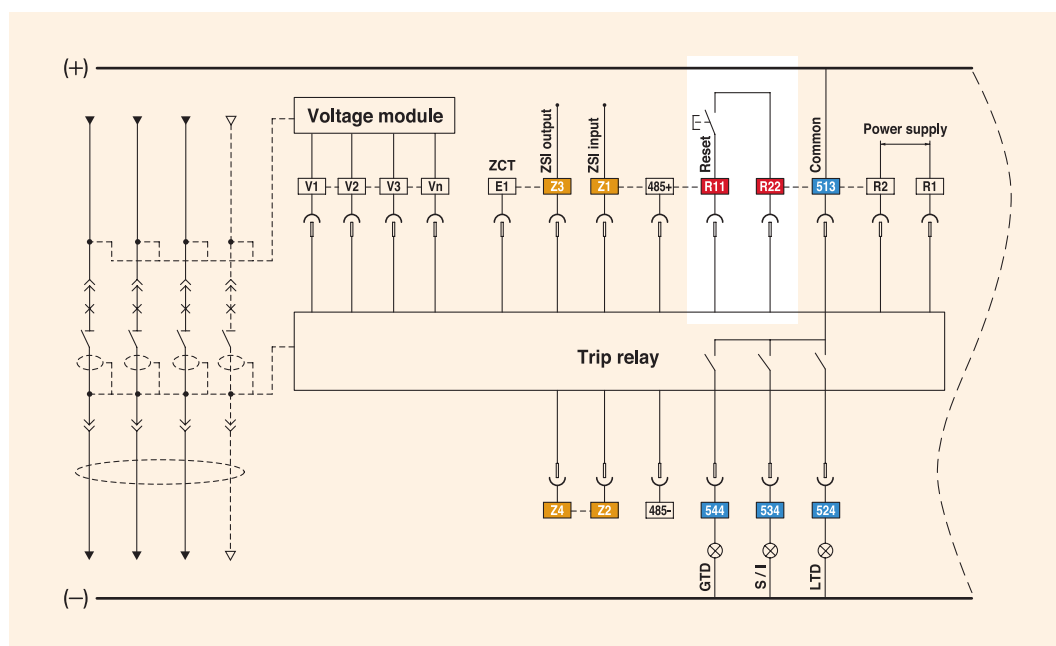 (+)
Voltage module
ZCT
ZSI output
ZSI input
Reset
Common
Power supply
V1 V2 V3 Vn E1 Z3 Z1 485+ R11 R22 513 R2 R1
Trip relay
Z4 Z2 485- 544 534 524
GTD
S / I
LTD
(—)